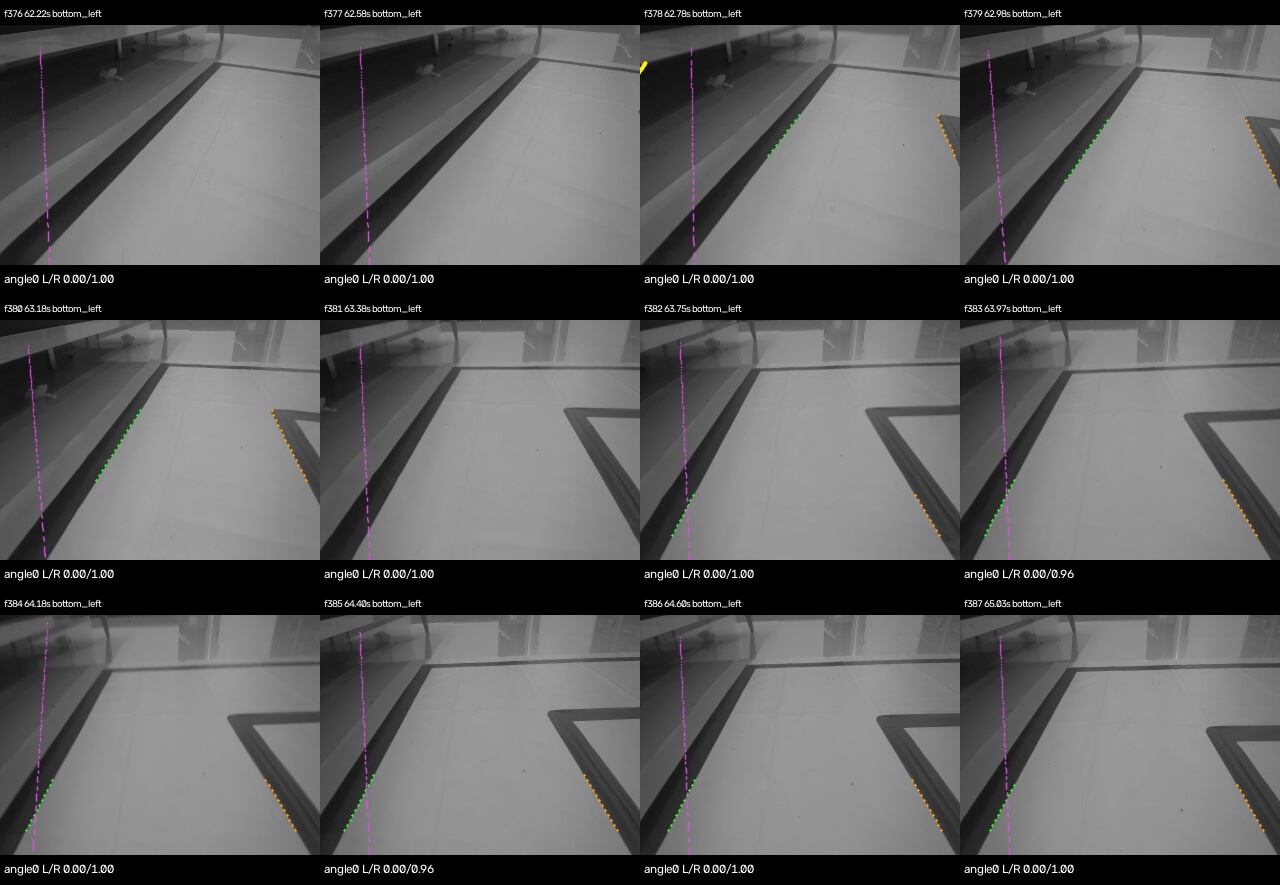 f376 62.22s bottom_left
f377 62.58s bottom_left
f378 62.78s bottom_left
f379 62.98s bottom_left
angle0 L/R 0.00/1.00
angle0 L/R 0.00/1.00
angle0 L/R 0.00/1.00
angle0 L/R 0.00/1.00
f380 63.18s bottom_left
f381 63.38s bottom_left
f382 63.75s bottom_left
f383 63.97s bottom_left
angle0 L/R 0.00/1.00
angle0 L/R 0.00/1.00
angle0 L/R 0.00/1.00
angle0 L/R 0.00/0.96
f384 64.18s bottom_left
f385 64.40s bottom_left
f386 64.60s bottom_left
f387 65.03s bottom_left
angle0 L/R 0.00/1.00
angle0 L/R 0.00/0.96
angle0 L/R 0.00/1.00
angle0 L/R 0.00/1.00